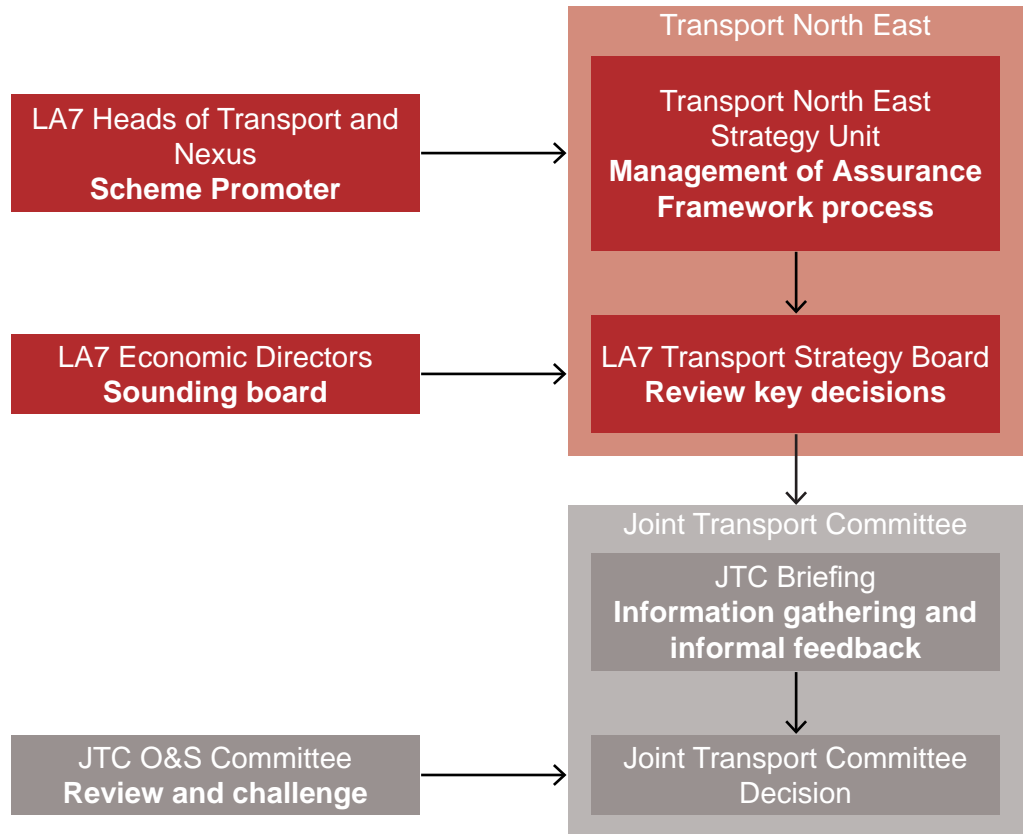 Transport North East
LA7 Heads of Transport and
Nexus
Scheme Promoter
Transport North East
Strategy Unit
Management of Assurance
Framework process
LA7 Economic Directors
Sounding board
LA7 Transport Strategy Board
Review key decisions
Joint Transport Committee
JTC Briefing
Information gathering and
informal feedback
JTC O&S Committee
Review and challenge
Joint Transport Committee
Decision